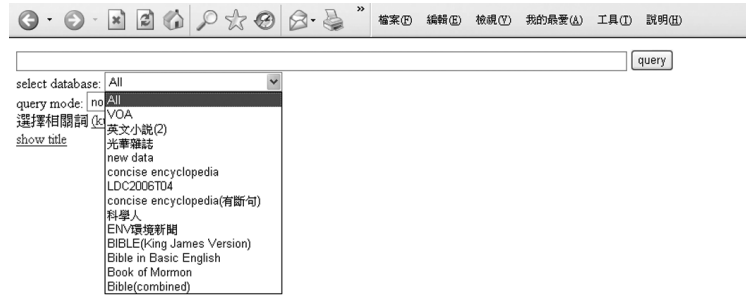 » 檔案(F) 編輯(E) 檢視(V) 我的最愛(A) 工具(T) 說明(H)
query
select database: All
query mode: no
選擇相關詞 (k
show title
All
VOA
英文小說(2)
光華雜誌
new data
concise encyclopedia
LDC2006T04
concise encyclopedia(有斷句)
科學人
ENV環境新聞
BIBLE(King James Version)
Bible in Basic English
Book of Mormon
Bible(combined)